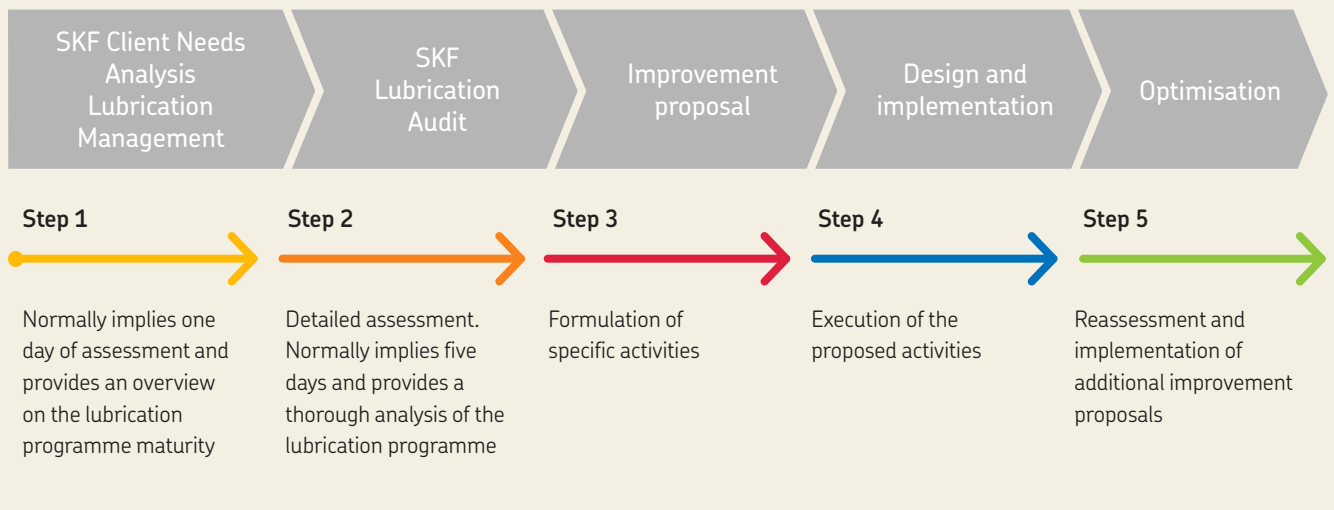 SKF Client Needs
Analysis
Lubrication
Management
SKF
Lubrication
Audit
Improvement
proposal
Design and
implementation
Optimisation
Step 1
Normally implies one
day of assessment and
provides an overview
on the lubrication
programme maturity
Step 2
Detailed assessment.
Normally implies five
days and provides a
thorough analysis of the
lubrication programme
Step 3
Formulation of
specific activities
Step 4
Execution of the
proposed activities
Step 5
Reassessment and
implementation of
additional improvement
proposals